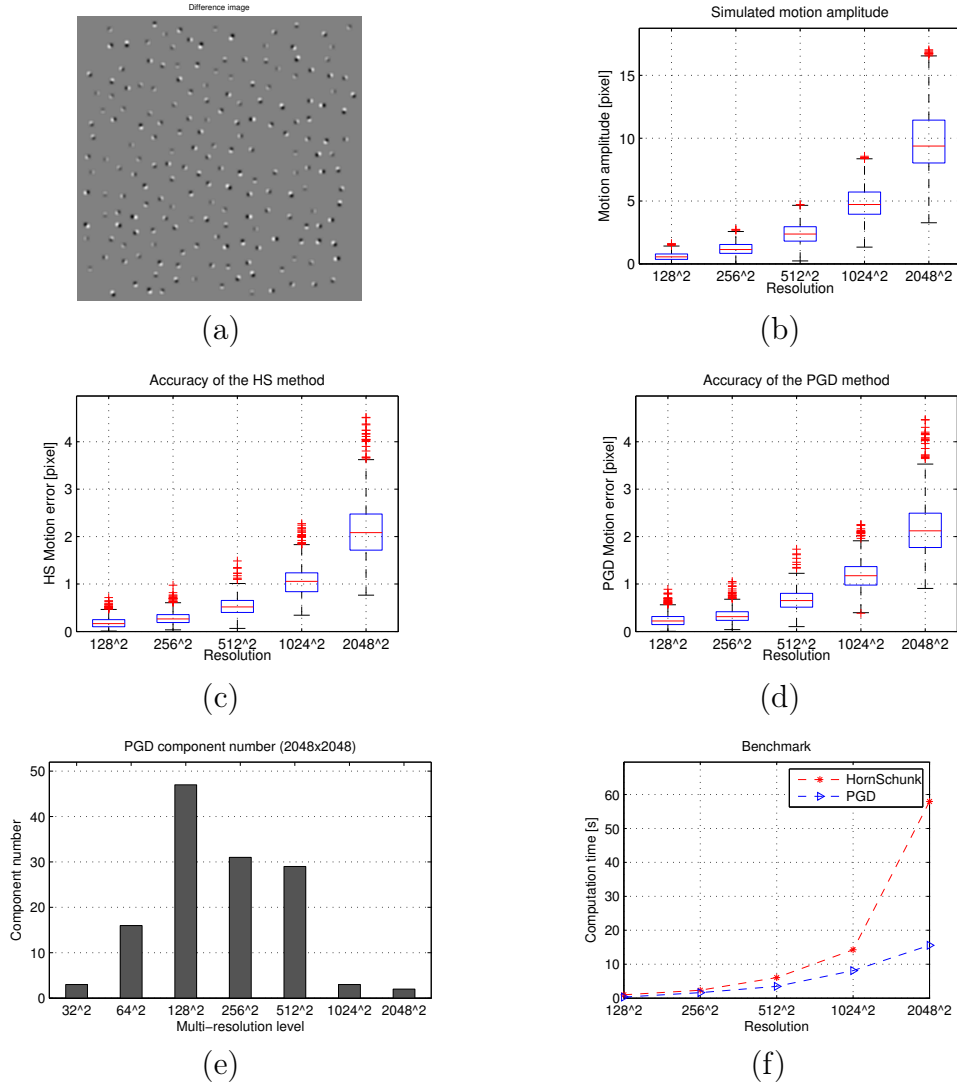 Difference image
(a)
Simulated motion amplitude
Motion amplitude [pixel]
15
10
5
0
128^2 256^2 512^2 1024^2 2048^2
Resolution
(b)
Accuracy of the HS method
HS Motion error [pixel]
4
3
2
1
0
128^2 256^2 512^2 1024^2 2048^2
Resolution
(c)
Accuracy of the PGD method
PGD Motion error [pixel]
4
3
2
1
0
128^2 256^2 512^2 1024^2 2048^2
Resolution
(d)
PGD component number (2048x2048)
Component number
50
40
30
20
10
0
32^2 64^2 128^2 256^2 512^2 1024^2 2048^2
Multi−resolution level
(e)
Benchmark
HornSchunk
PGD
Computation time [s]
60
50
40
30
20
10
0
128^2 256^2 512^2 1024^2 2048^2
Resolution
(f)